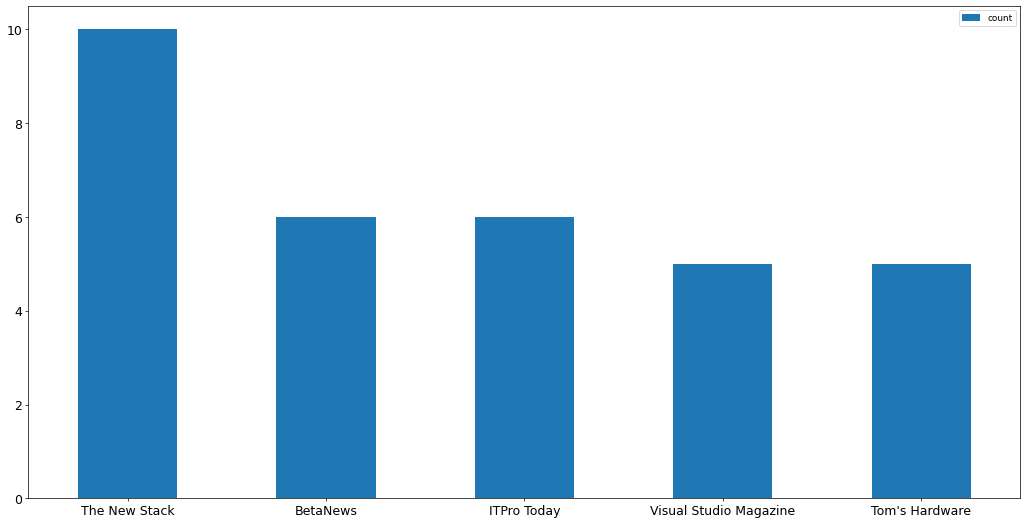 count
10
8
6
4
2
0
The New Stack
BetaNews
ITPro Today
Visual Studio Magazine
Tom's Hardware